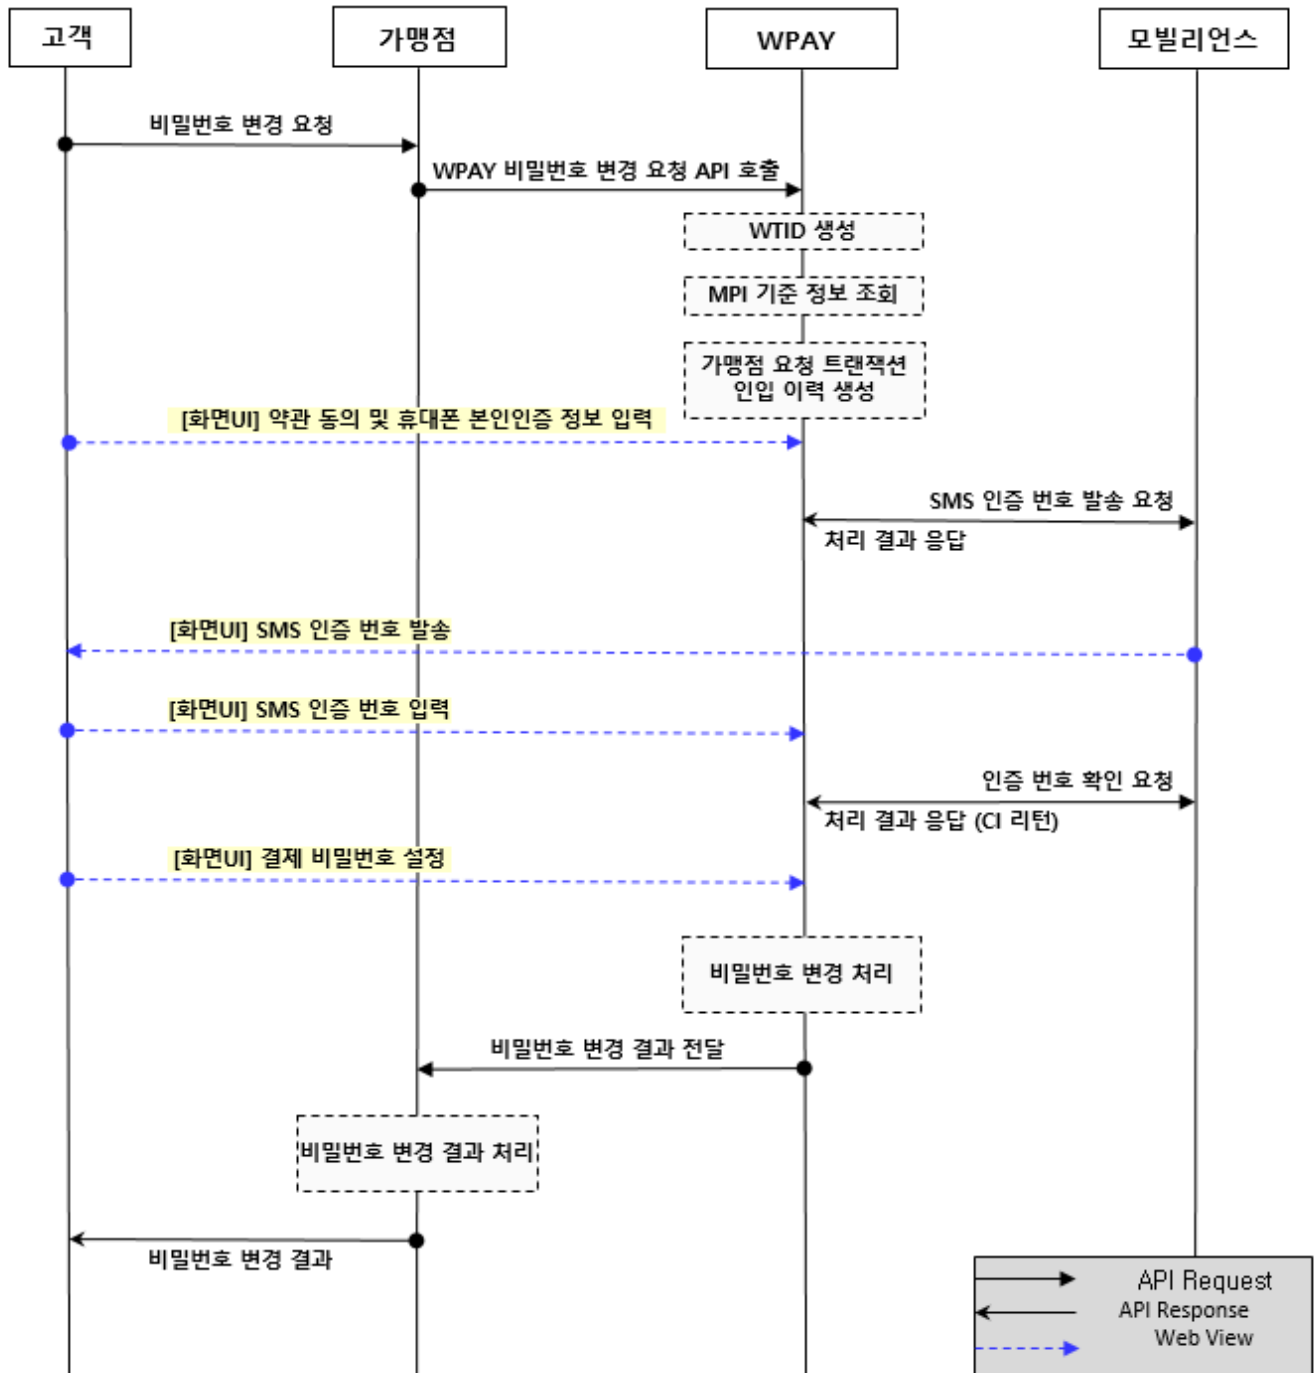 고객
가맹점
WPAY
모빌리언스
비밀번호 변경 요청
WPAY 비밀번호 변경 요청 API 호출
WTID 생성
MPI 기준 정보 조회
가맹점 요청 트랜잭션
인입 이력 생성
[화면UI] 약관 동의 및 휴대폰 본인인증 정보 입력
SMS 인증 번호 발송 요청
처리 결과 응답
[화면UI] SMS 인증 번호 발송
[화면UI] SMS 인증 번호 입력
인증 번호 확인 요청
처리 결과 응답 (CI 리턴)
[화면UI] 결제 비밀번호 설정
비밀번호 변경 처리
비밀번호 변경 결과 전달
비밀번호 변경 결과 처리
비밀번호 변경 결과
API Request
API Response
Web View